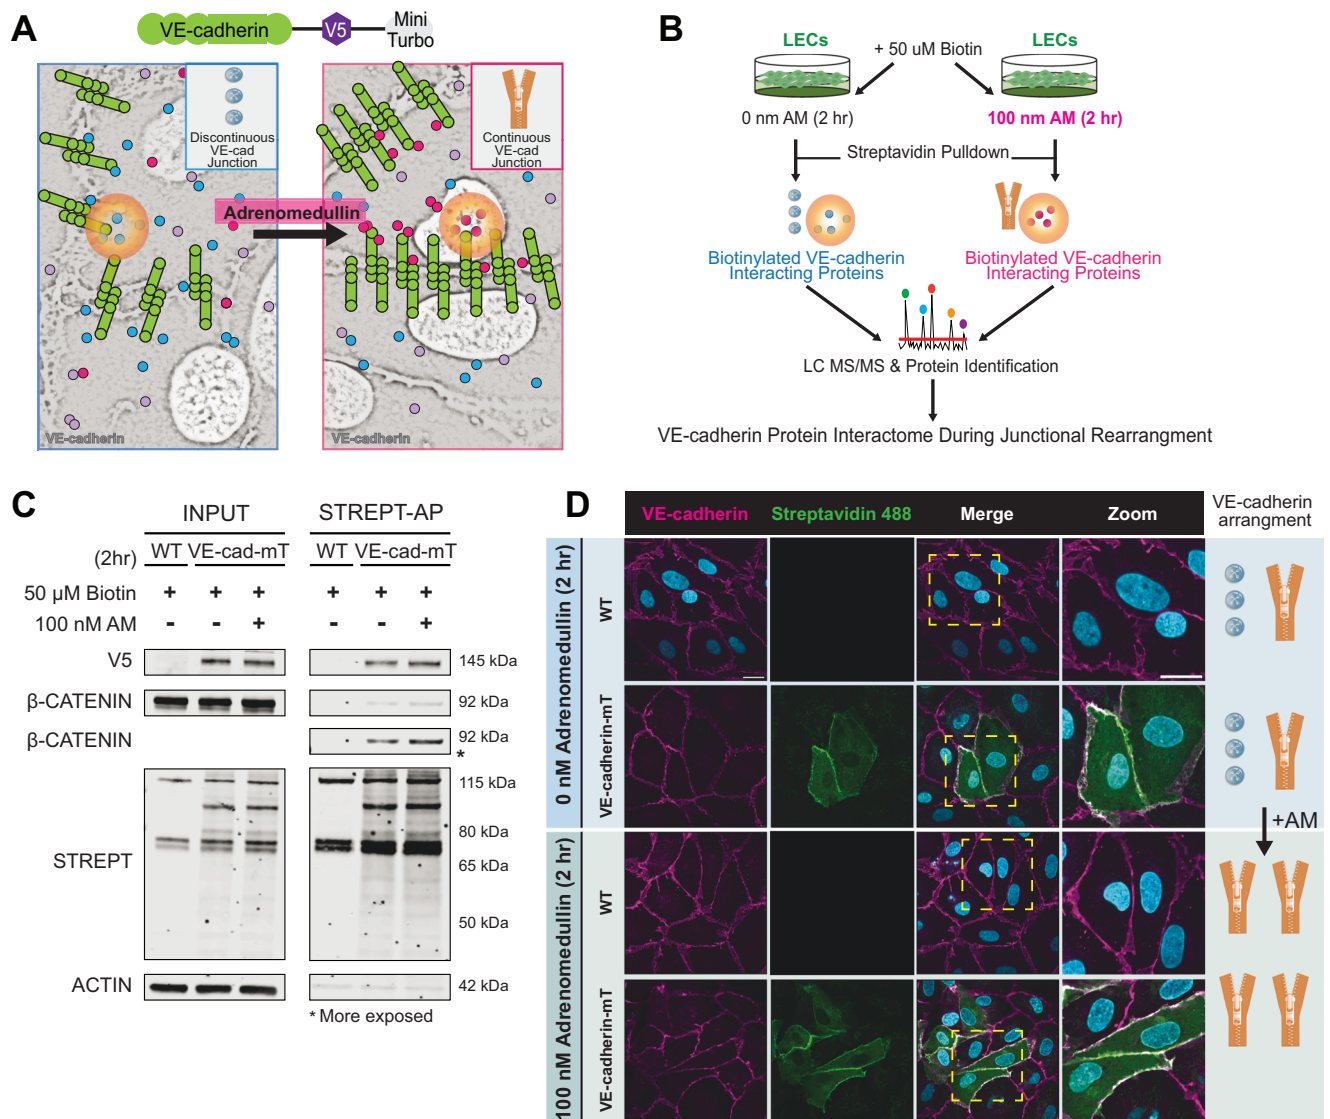 A
VE-cadherin
V5
Mini
Turbo
Discontinuous
VE-cad
Junction
Continuous
VE-cad
Junction
Adrenomedullin
VE-cadherin
VE-cadherin
B
LECs
+ 50 uM Biotin
LECs
0 nm AM (2 hr)
100 nm AM (2 hr)
Streptavidin Pulldown
Biotinylated VE-cadherin
Interacting Proteins
Biotinylated VE-cadherin
Interacting Proteins
LC MS/MS & Protein Identification
VE-cadherin Protein Interactome During Junctional Rearrangment
C
INPUT
STREPT-AP
(2hr)
WT
VE-cad-mT
WT
VE-cad-mT
50 µM Biotin + + + + + +
100 nM AM - - + - - +
V5
145 kDa
β-CATENIN
92 kDa
β-CATENIN
92 kDa
*
STREPT
115 kDa
80 kDa
65 kDa
50 kDa
ACTIN
42 kDa
* More exposed
D
VE-cadherin
Streptavidin 488
Merge
Zoom
VE-cadherin
arrangment
0 nM Adrenomedullin (2 hr)
WT
VE-cadherin-mT
+AM
100 nM Adrenomedullin (2 hr)
WT
VE-cadherin-mT